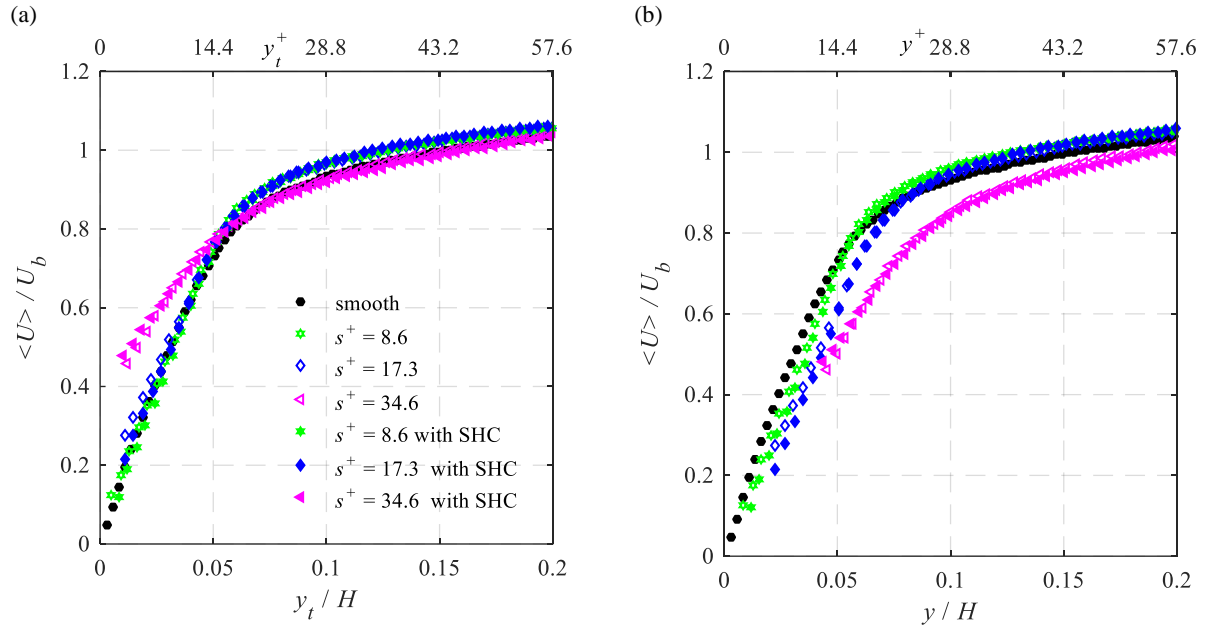 (a)
0 14.4 y_t^+ 28.8 43.2 57.6
1.2
1
0.8
0.6
0.4
0.2
0
<U> / U_b
smooth
s^+ = 8.6
s^+ = 17.3
s^+ = 34.6
s^+ = 8.6 with SHC
s^+ = 17.3 with SHC
s^+ = 34.6 with SHC
0 0.05 0.1 0.15 0.2
y_t / H
(b)
0 14.4 y^+ 28.8 43.2 57.6
1.2
1
0.8
0.6
0.4
0.2
0
<U> / U_b
0 0.05 0.1 0.15 0.2
y / H